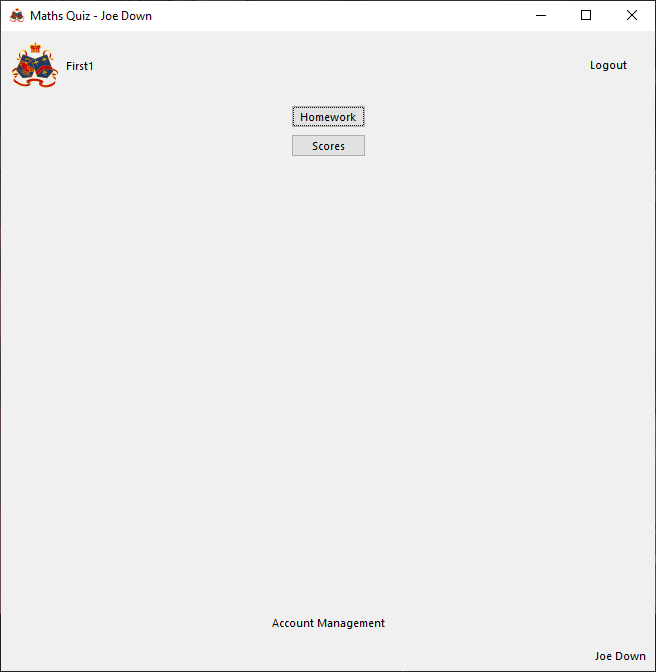 Maths Quiz - Joe Down
First1
Logout
Homework
Scores
Account Management
Joe Down